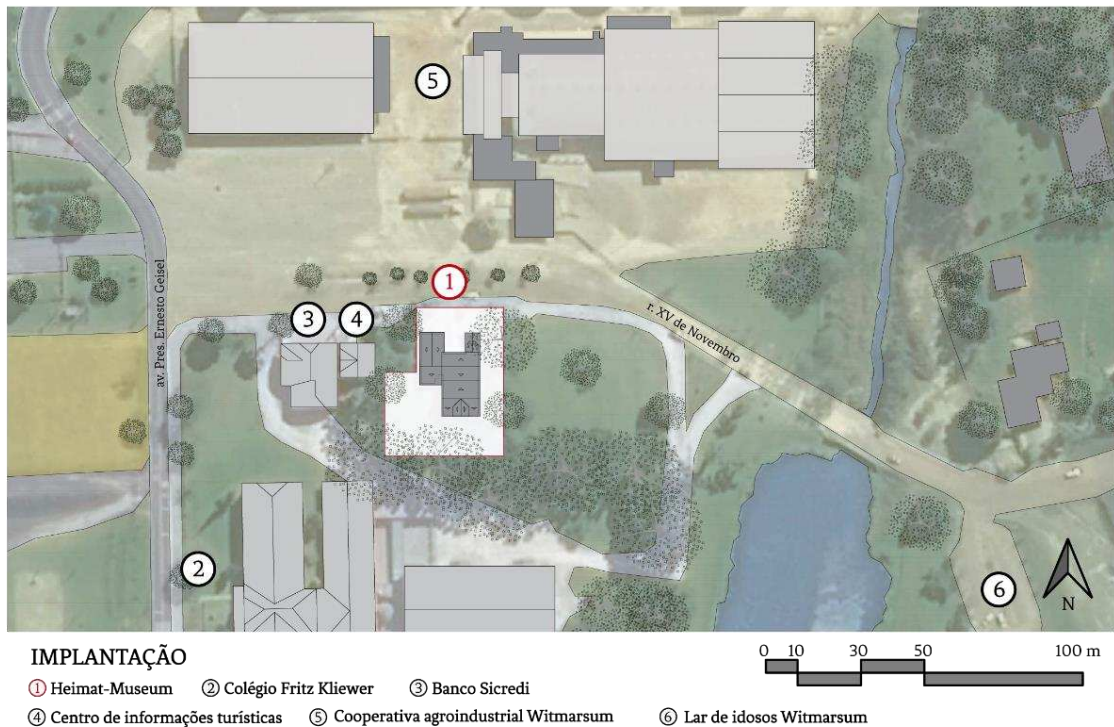 5
1
av. Pres. Ernesto Geisel
3
4
r. XV de Novembro
2
6
N
IMPLANTAÇÃO
0 10 30 50 100 m
1 Heimat-Museum 2 Colégio Fritz Kliewer 3 Banco Sicredi
4 Centro de informações turísticas 5 Cooperativa agroindustrial Witmarsum 6 Lar de idosos Witmarsum